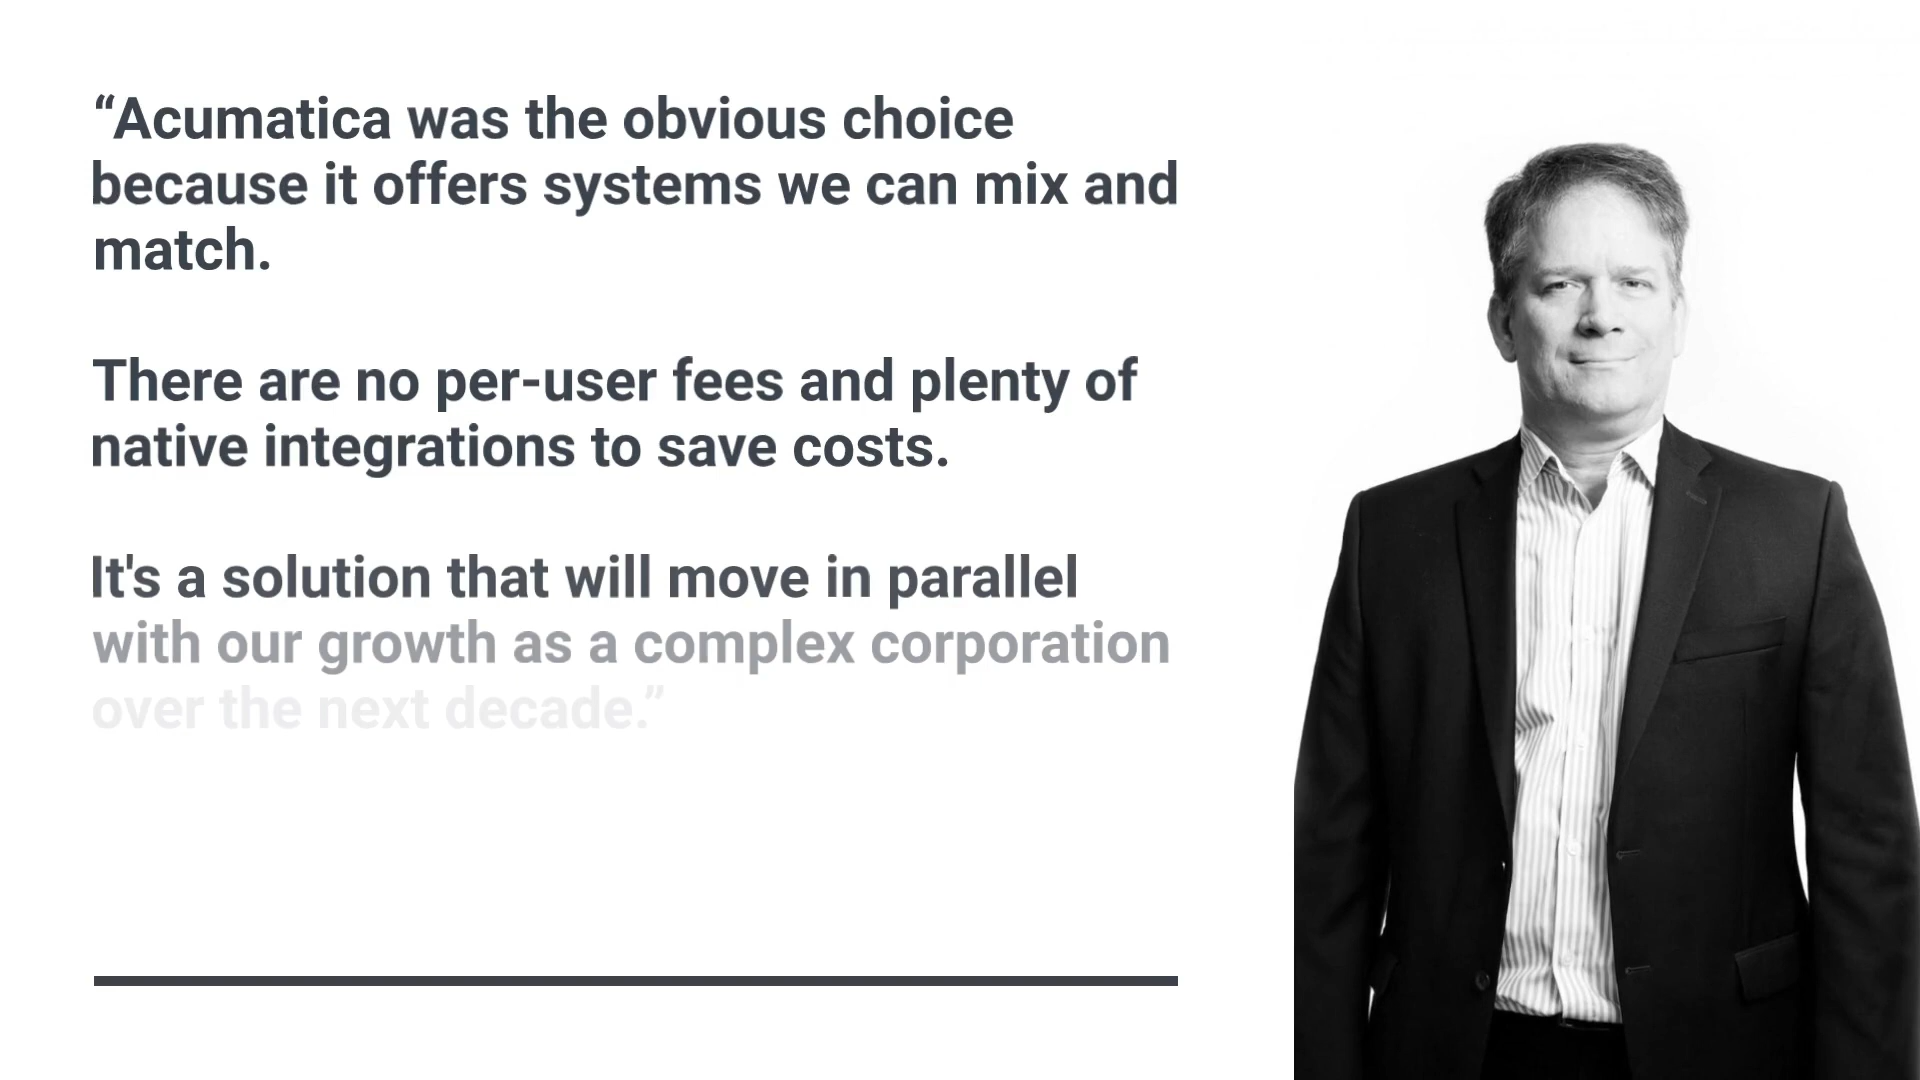 “Acumatica was the obvious choice
because it offers systems we can mix and
match.
There are no per-user fees and plenty of
native integrations to save costs.
It's a solution that will move in parallel
with our growth as a complex corporation
over the next decade.”